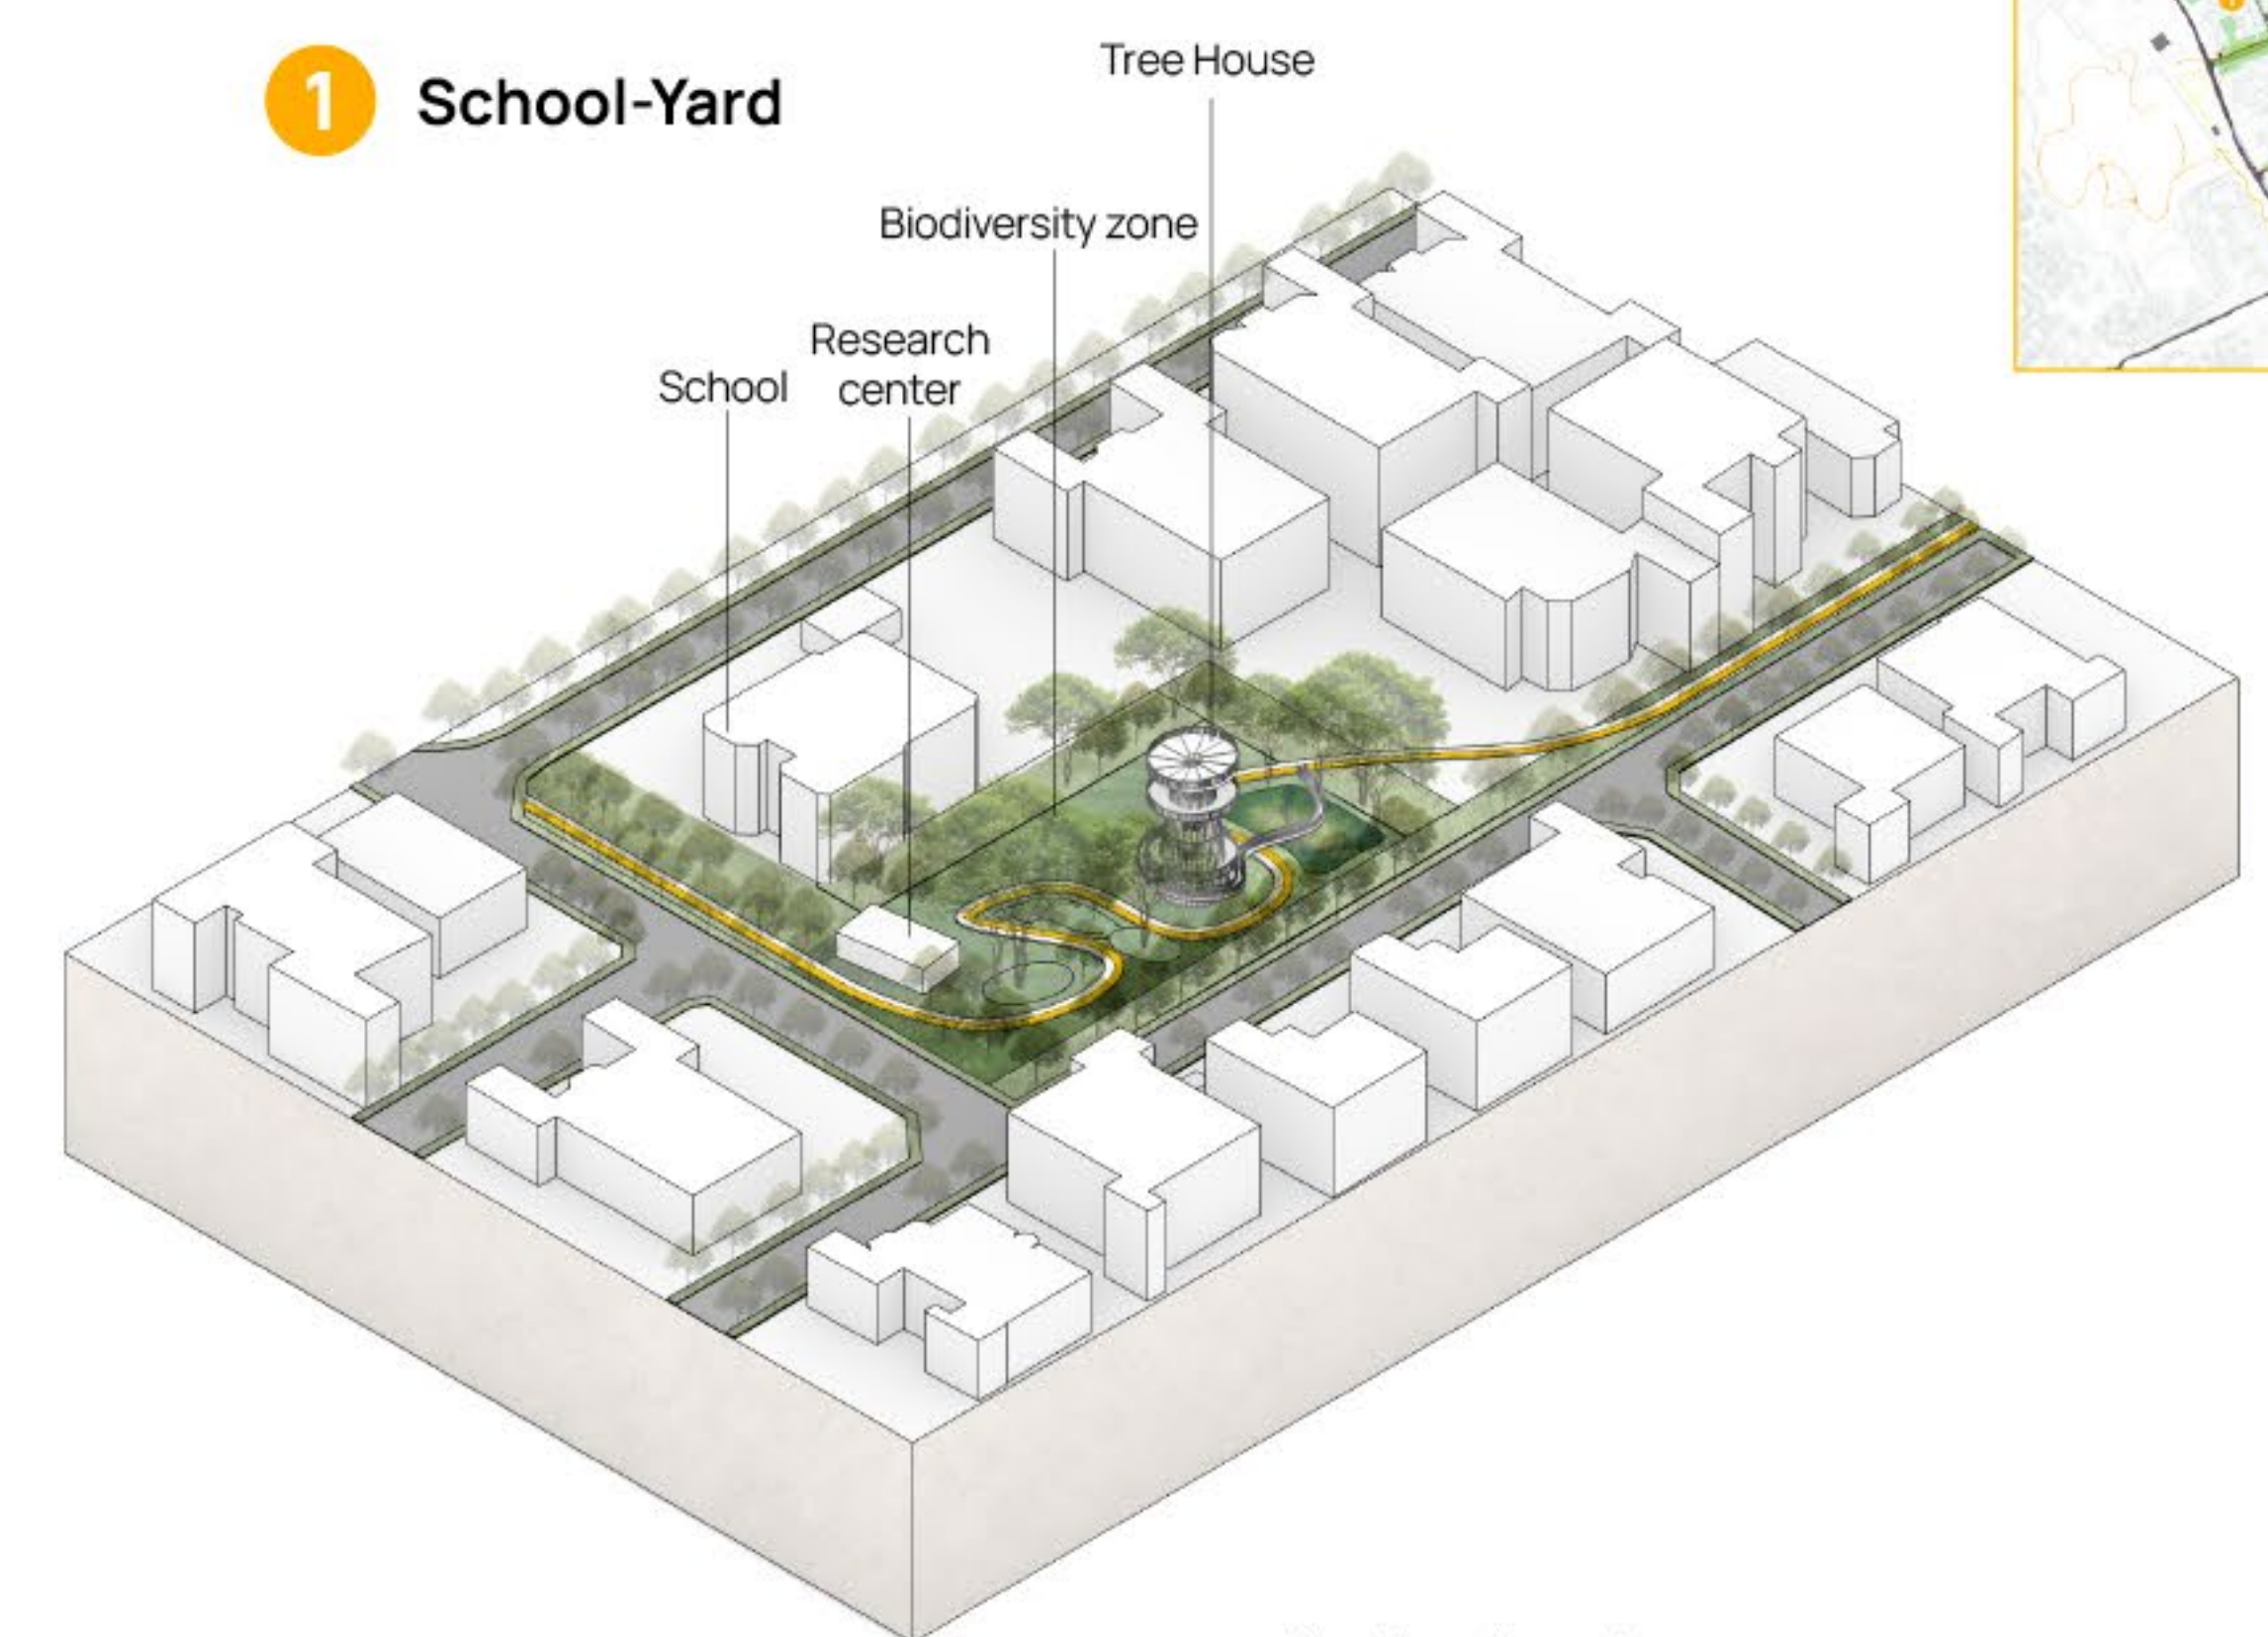 1 School-Yard
Tree House
Biodiversity zone
Research
center
School